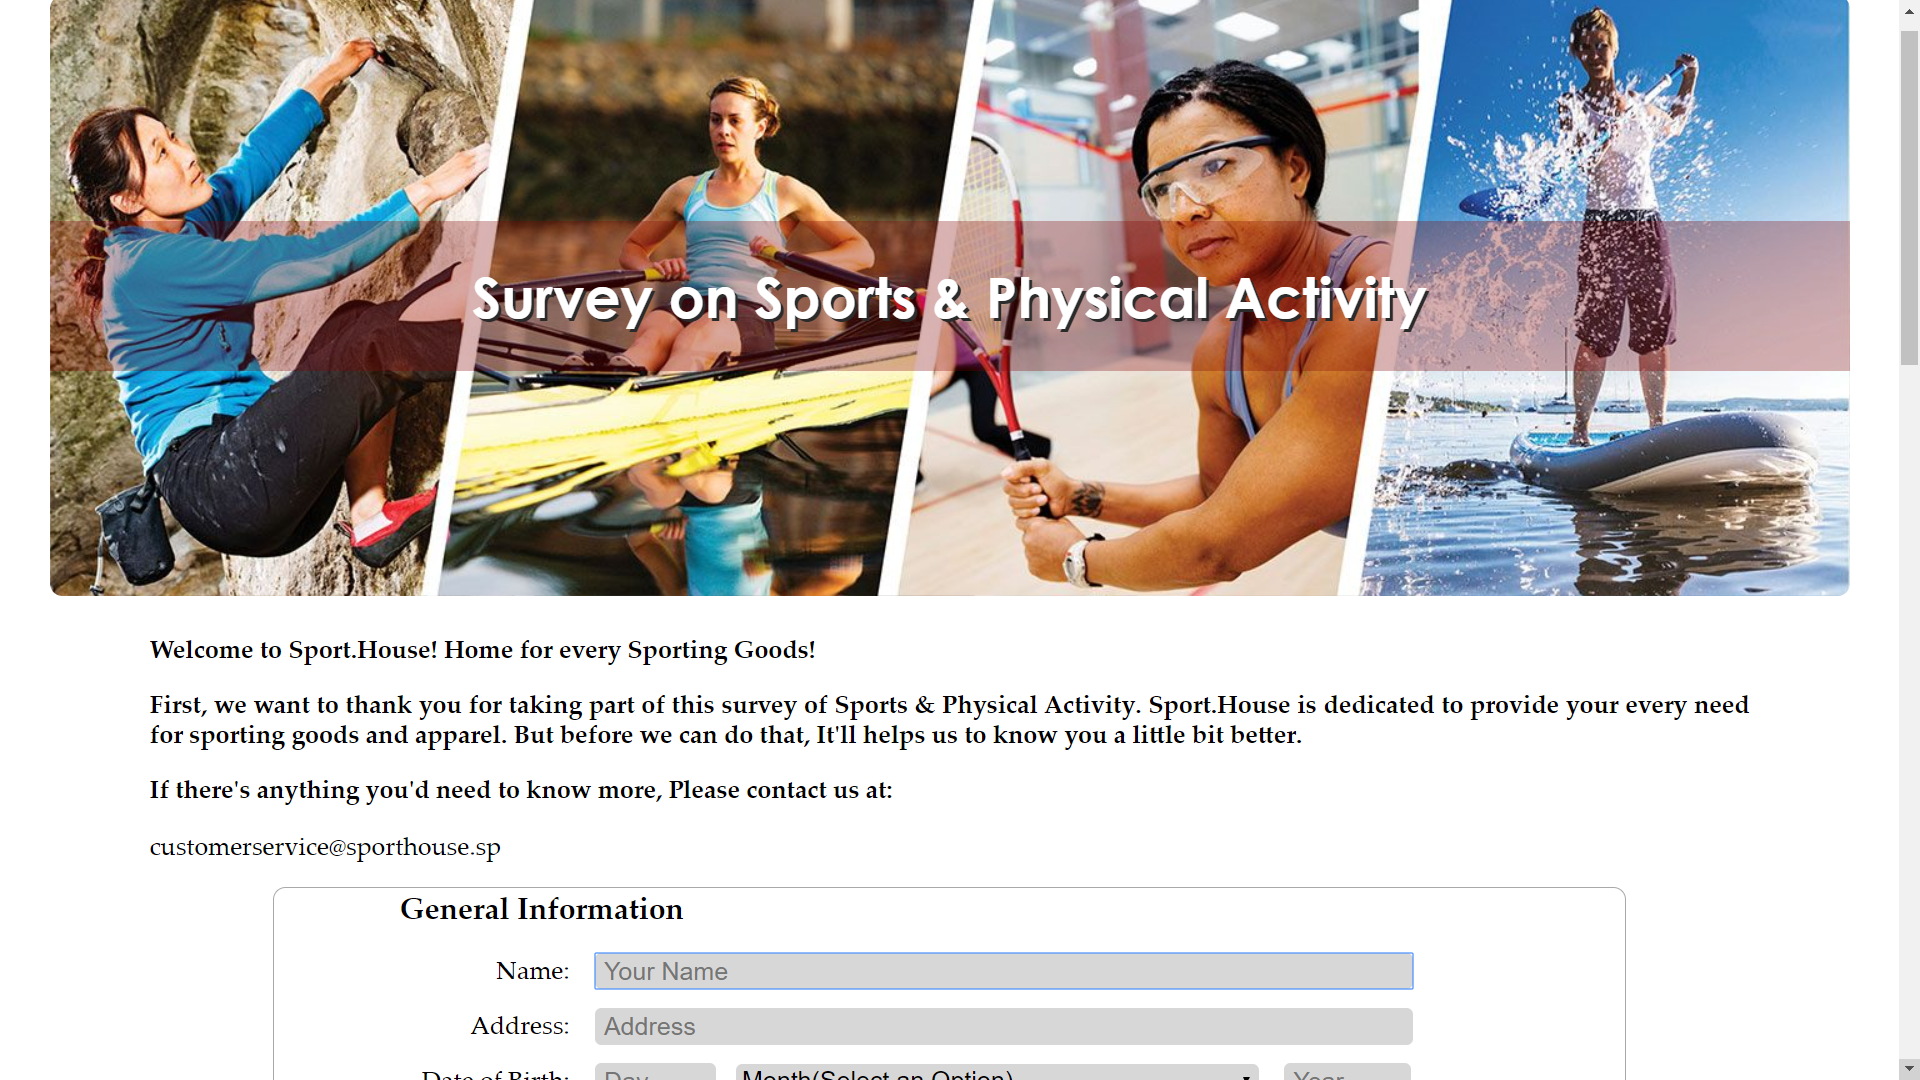 Survey on Sports & Physical Activity
Welcome to Sport.House! Home for every Sporting Goods!
First, we want to thank you for taking part of this survey of Sports & Physical Activity. Sport.House is dedicated to provide your every need
for sporting goods and apparel. But before we can do that, It'll helps us to know you a little bit better.
If there's anything you'd need to know more, Please contact us at:
customerservice@sporthouse.sp
General Information
Name: Your Name
Address: Address
Date of Birth: Day Month(Select an Option) Year